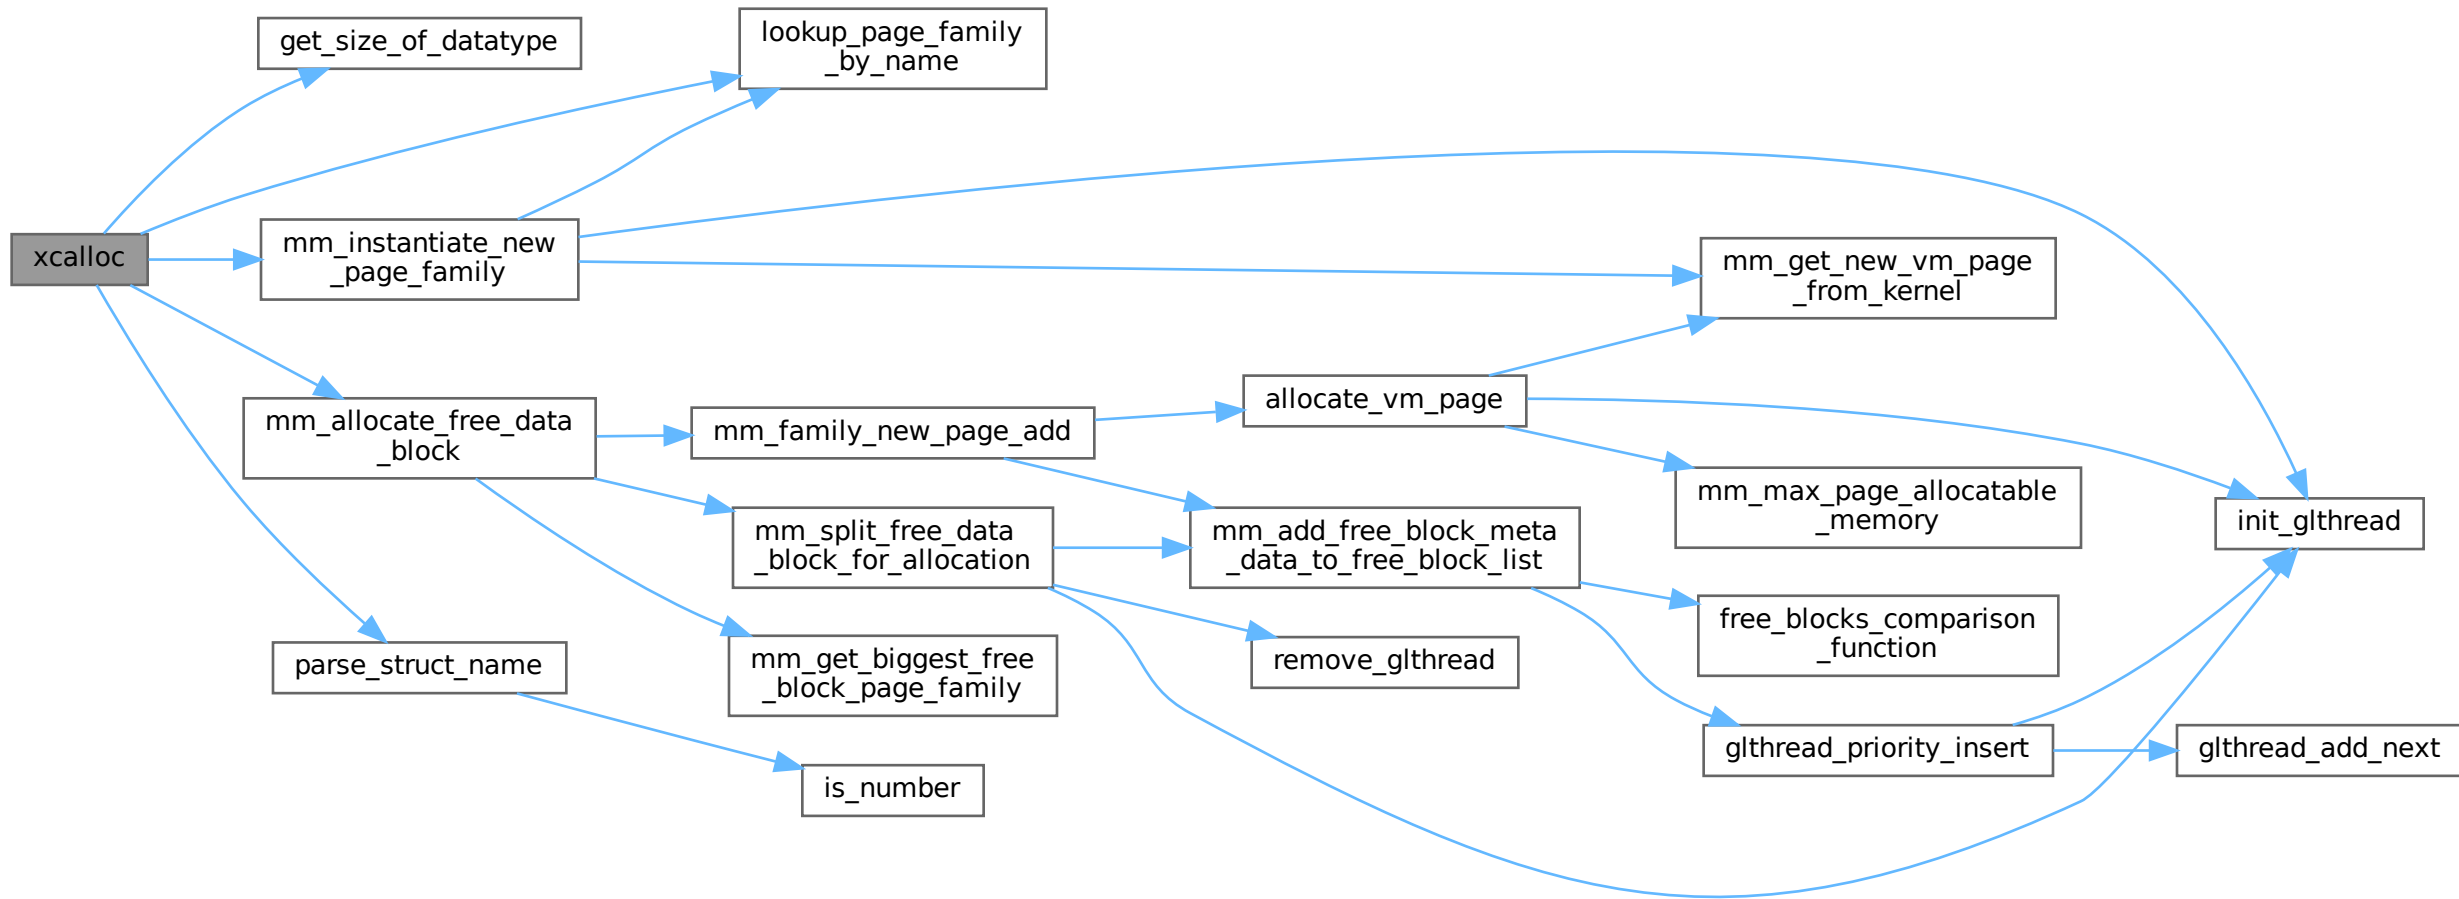 xcalloc
get_size_of_datatype
lookup_page_family
_by_name
mm_instantiate_new
_page_family
mm_allocate_free_data
_block
parse_struct_name
mm_family_new_page_add
mm_split_free_data
_block_for_allocation
mm_get_biggest_free
_block_page_family
is_number
allocate_vm_page
mm_add_free_block_meta
_data_to_free_block_list
remove_glthread
mm_get_new_vm_page
_from_kernel
mm_max_page_allocatable
_memory
free_blocks_comparison
_function
glthread_priority_insert
init_glthread
glthread_add_next